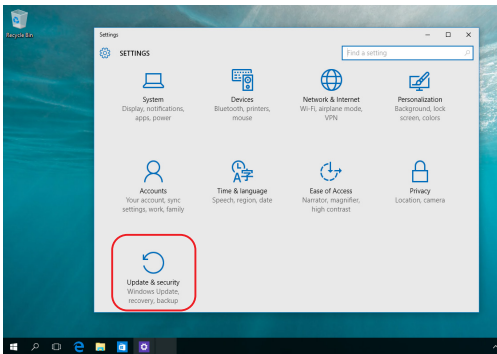 Recycle Bin
Settings
SETTINGS
Find a setting
System
Display, notifications,
apps, power
Devices
Bluetooth, printers,
mouse
Network & Internet
Wi-Fi, airplane mode,
VPN
Personalization
Background, lock
screen, colors
Accounts
Your account, sync
settings, work, family
Time & language
Speech, region, date
Ease of Access
Narrator, magnifier,
high contrast
Privacy
Location, camera
Update & security
Windows Update,
recovery, backup